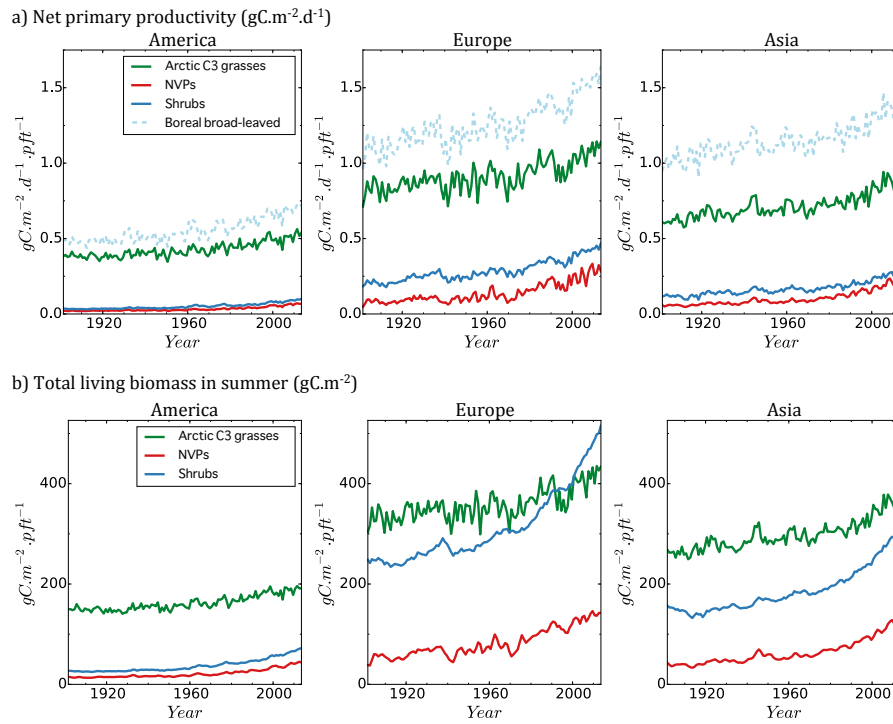 a) Net primary productivity (gC.m⁻².d⁻¹)
America
Europe
Asia
Arctic C3 grasses
NVPs
Shrubs
Boreal broad-leaved
gC.m⁻².d⁻¹.pft⁻¹
1.5
1.0
0.5
0.0
1920 1960 2000
Year
gC.m⁻².d⁻¹.pft⁻¹
1.5
1.0
0.5
0.0
1920 1960 2000
Year
gC.m⁻².d⁻¹.pft⁻¹
1.5
1.0
0.5
0.0
1920 1960 2000
Year
b) Total living biomass in summer (gC.m⁻²)
America
Europe
Asia
Arctic C3 grasses
NVPs
Shrubs
gC.m⁻².pft⁻¹
400
200
0
1920 1960 2000
Year
gC.m⁻².pft⁻¹
400
200
0
1920 1960 2000
Year
gC.m⁻².pft⁻¹
400
200
0
1920 1960 2000
Year